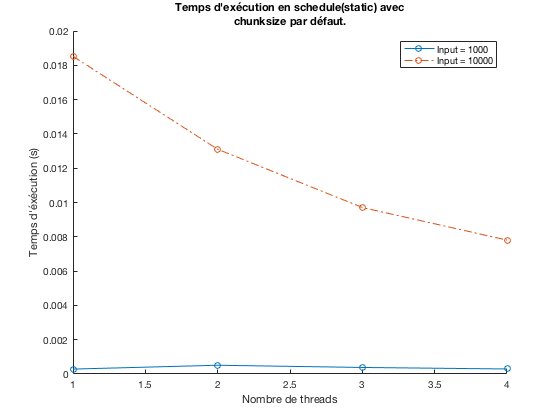 Temps d'exécution en schedule(static) avec
chunksize par défaut.
Input = 1000
Input = 10000
Temps d'éxécution (s)
0.02
0.018
0.016
0.014
0.012
0.01
0.008
0.006
0.004
0.002
0
1 1.5 2 2.5 3 3.5 4
Nombre de threads